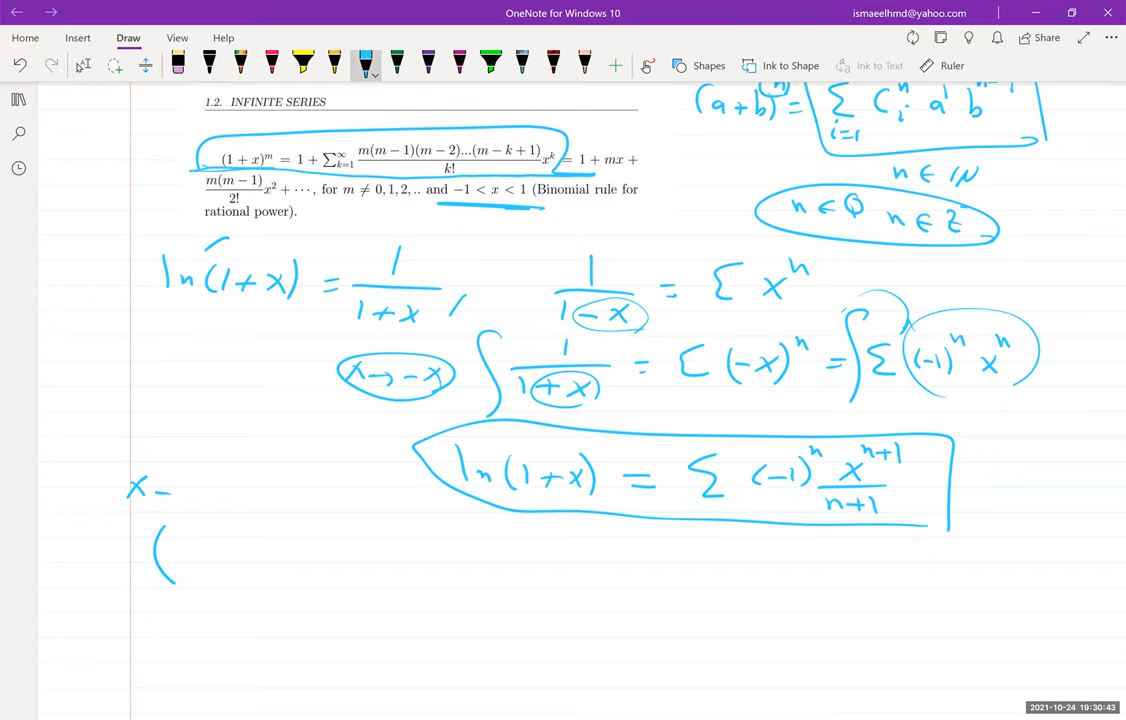 OneNote for Windows 10
ismaeelhmd@yahoo.com
Home Insert Draw View Help
Share
Shapes Ink to Shape Ink to Text Ruler
1.2. INFINITE SERIES
(1 + x)^m = 1 + ∑_{k=1}^∞ m(m − 1)(m − 2)...(m − k + 1)/k! x^k = 1 + mx +
m(m − 1)/2! x² + ⋯, for m ≠ 0, 1, 2, .. and −1 < x < 1 (Binomial rule for
rational power).
(a+b)^(n) = ∑_{i=1} C_i^n a^i
n ∈ ℕ
n ∈ Q n ∈ Z
ln(1+x) = 1/(1+x) , 1/(1−x) = Σ x^n
x → −x ∫ 1/(1+x) = Σ (−x)^n = ∫ Σ (−1)^n x^n
ln(1+x) = Σ (−1)^n x^{n+1}/(n+1)
x −
(
2021-10-24 19:30:43